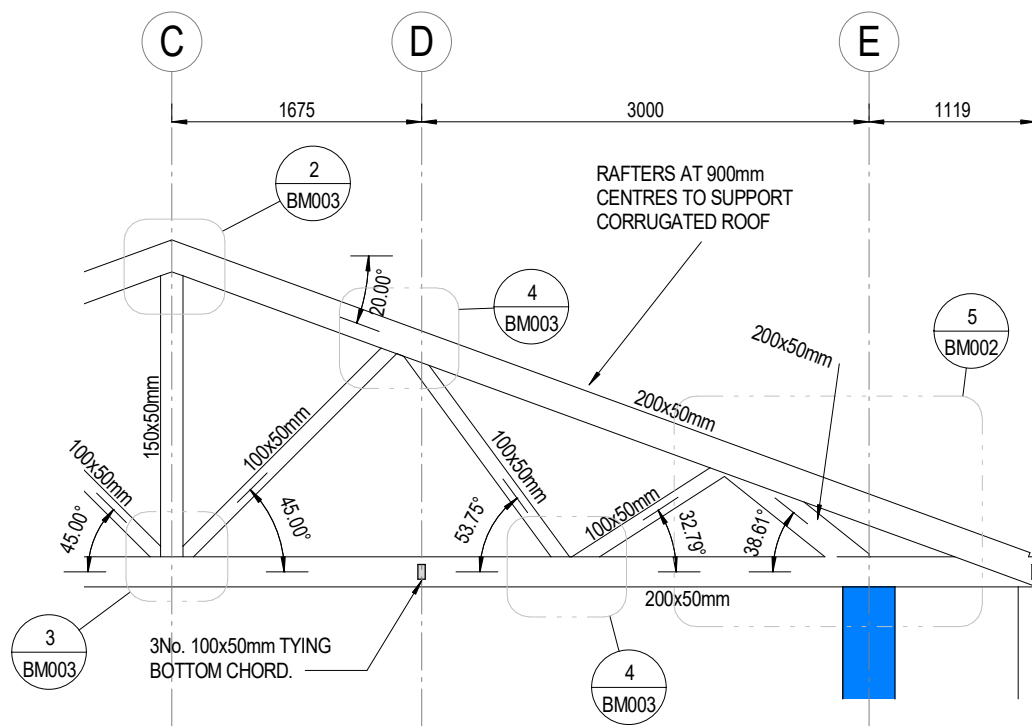 C
D
E
1675
3000
1119
2
BM003
RAFTERS AT 900mm
CENTRES TO SUPPORT
CORRUGATED ROOF
20.00°
4
BM003
5
BM002
200x50mm
200x50mm
150x50mm
100x50mm
100x50mm
100x50mm
100x50mm
45.00°
45.00°
53.75°
32.79°
38.61°
200x50mm
3
BM003
3No. 100x50mm TYING
BOTTOM CHORD.
4
BM003